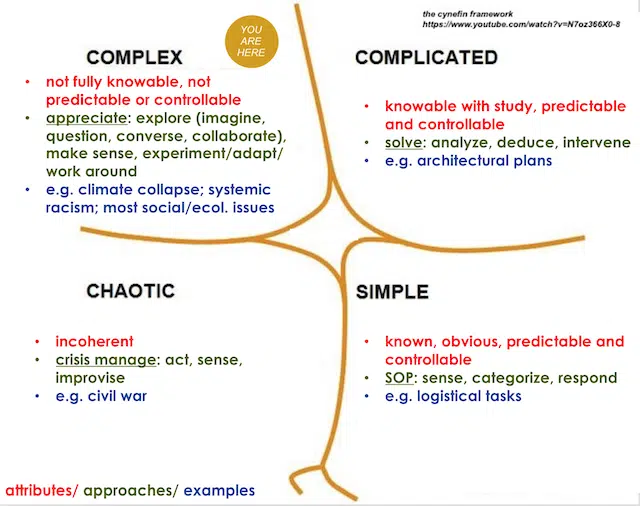 the cynefin framework
https://www.youtube.com/watch?v=N7oz366X0-8
YOU
ARE
HERE
COMPLEX
• not fully knowable, not
predictable or controllable
• appreciate: explore (imagine,
question, converse, collaborate),
make sense, experiment/adapt/
work around
• e.g. climate collapse; systemic
racism; most social/ecol. issues
COMPLICATED
• knowable with study, predictable
and controllable
• solve: analyze, deduce, intervene
• e.g. architectural plans
CHAOTIC
• incoherent
• crisis manage: act, sense,
improvise
• e.g. civil war
SIMPLE
• known, obvious, predictable and
controllable
• SOP: sense, categorize, respond
• e.g. logistical tasks
attributes/ approaches/ examples